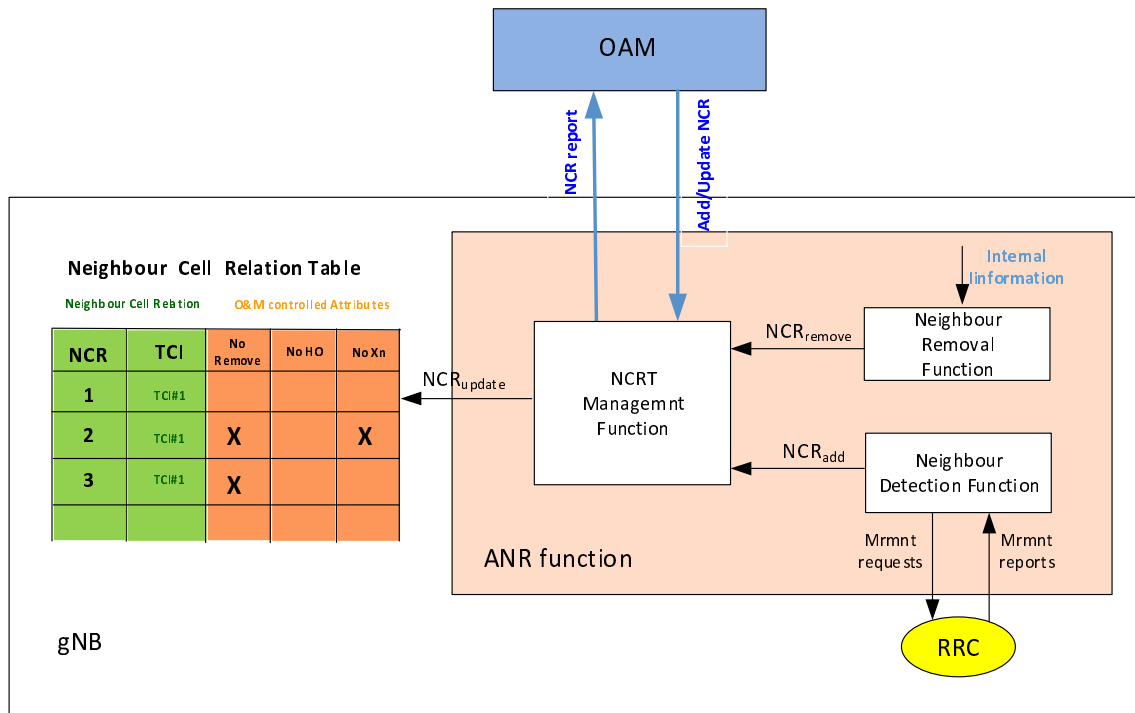 OAM
NCR report
Add/Update NCR
Neighbour Cell Relation Table
Neighbour Cell Relation
O&M controlled Attributes
NCR
TCI
No
Remove
No HO
No Xn
1
TCI#1
2
TCI#1
X
X
3
TCI#1
X
NCRupdate
NCRT
Managemnt
Function
NCRremove
NCRadd
Internal
Iinformation
Neighbour
Removal
Function
Neighbour
Detection Function
Mrmnt
requests
Mrmnt
reports
ANR function
RRC
gNB